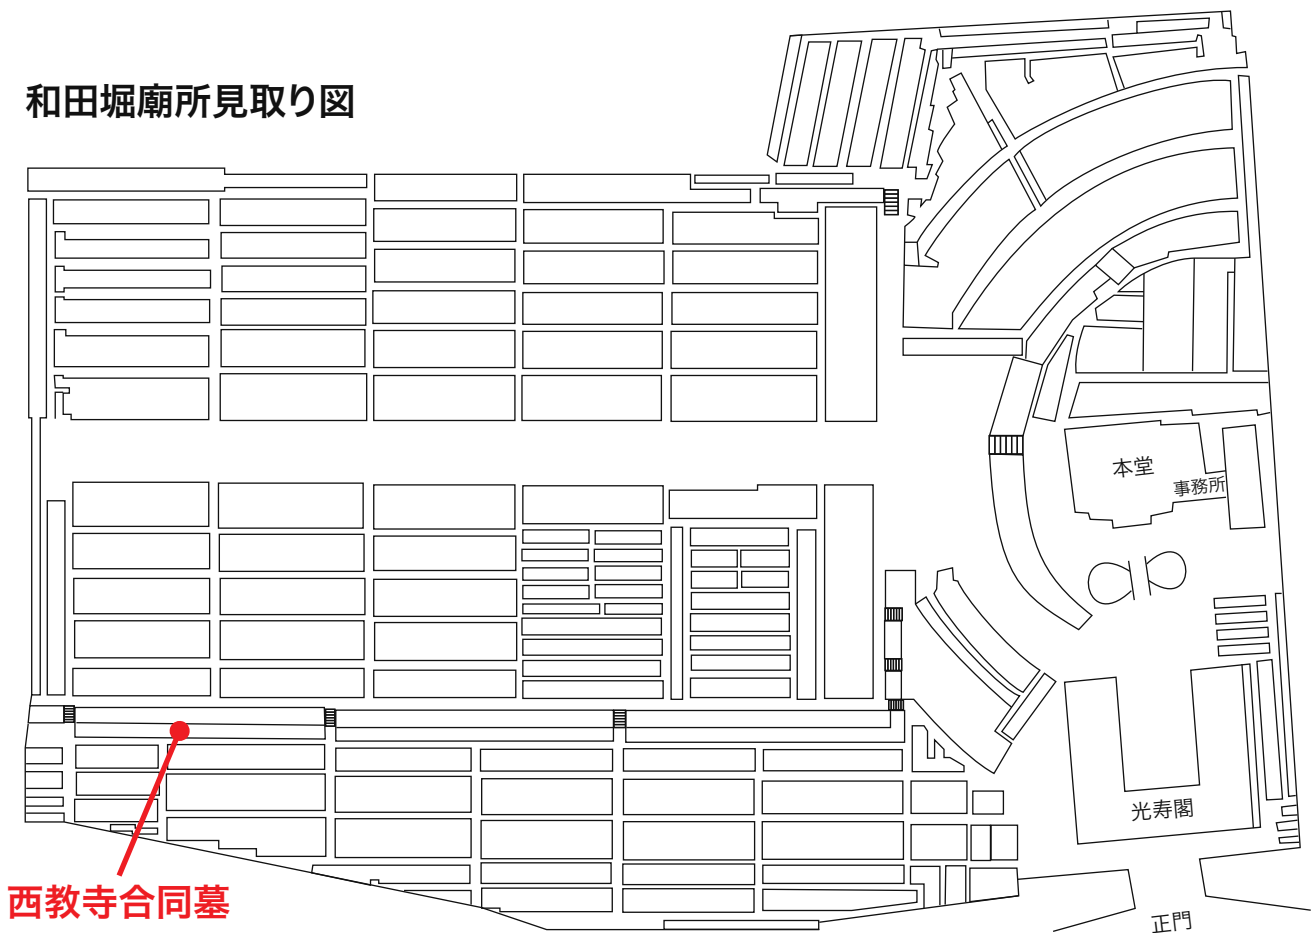 和田堀廟所見取り図
本堂
事務所
光寿閣
西教寺合同墓
正門